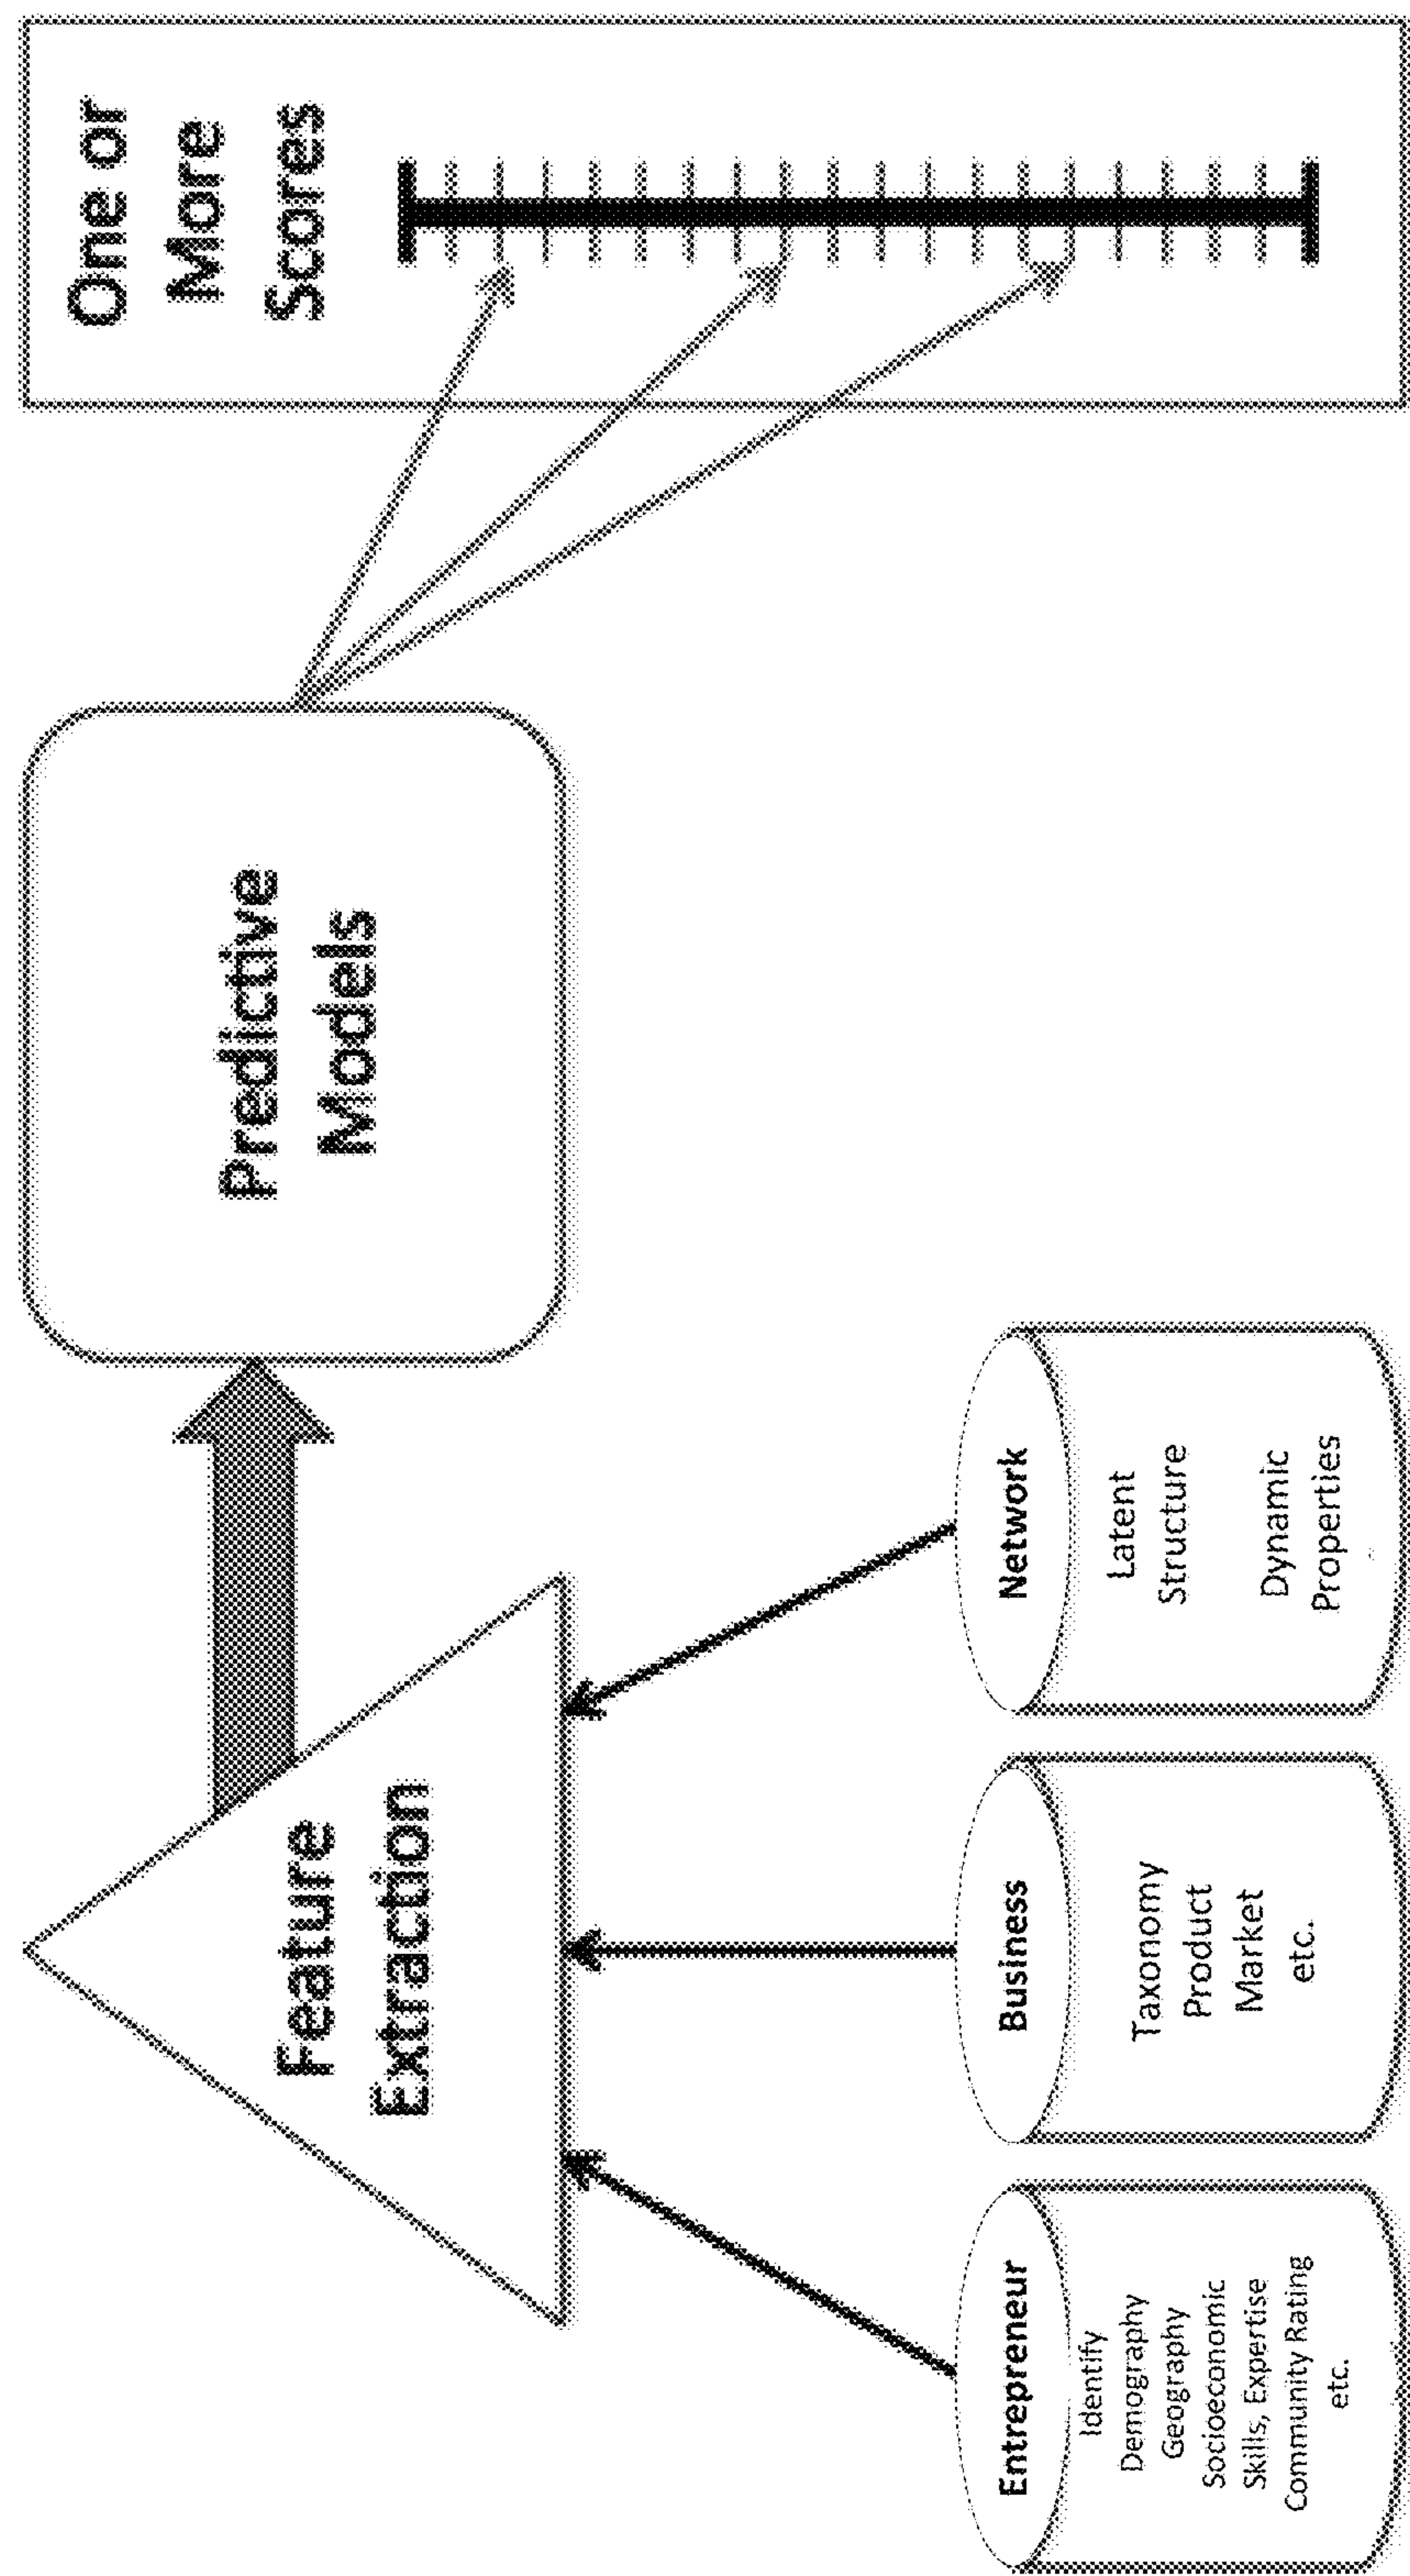 Feature
Extraction
Predictive
Models
One or
More
Scores
Entrepreneur
Identify
Demography
Geography
Socioeconomic
Skills, Expertise
Community Rating
etc.
Business
Taxonomy
Product
Market
etc.
Network
Latent
Structure
Dynamic
Properties